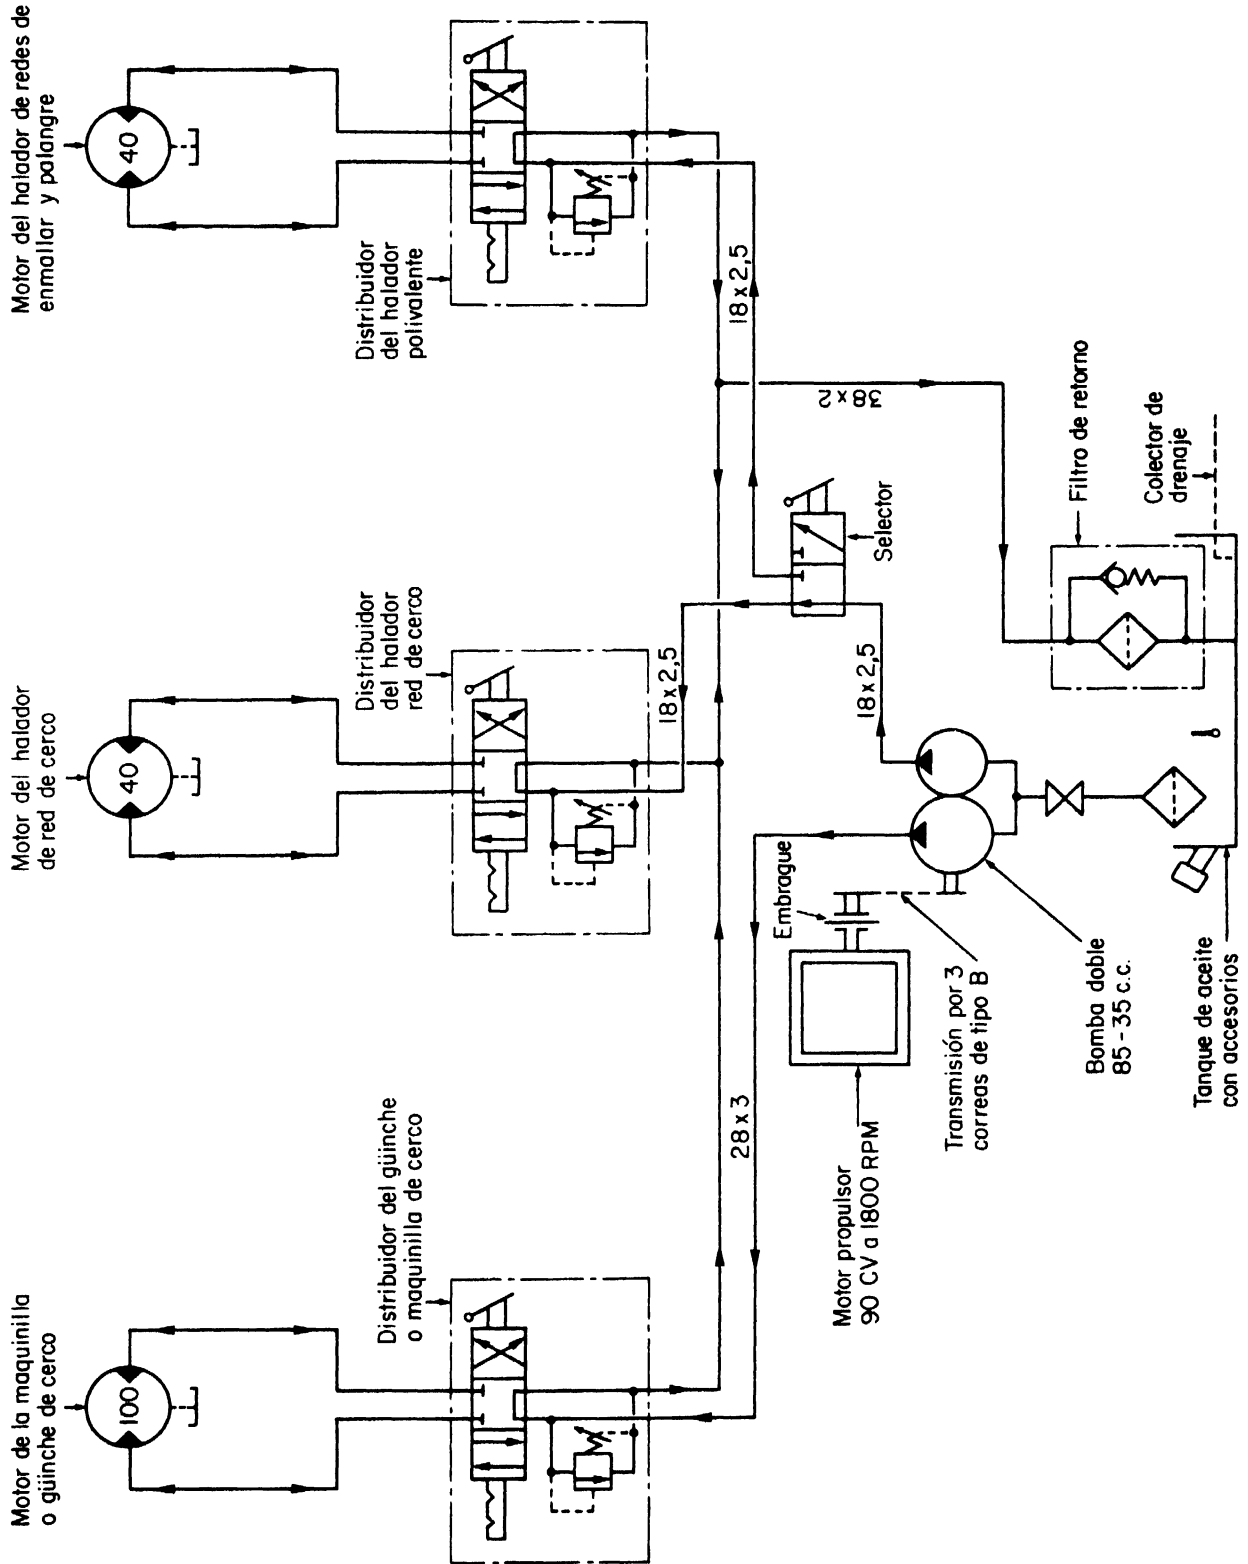 Motor de la maquinilla
o güinche de cerco
100
Distribuidor del güinche
o maquinilla de cerco
Motor del halador
de red de cerco
40
Distribuidor
del halador
red de cerco
Motor del halador de redes de
enmallar y palangre
40
Distribuidor
del halador
polivalente
28 x 3
18 x 2,5
18 x 2,5
38 x 2
Motor propulsor
90 CV a 1800 RPM
Embrague
Transmisión por 3
correas de tipo B
18 x 2,5
Selector
Bomba doble
85-35 c.c.
Tanque de aceite
con accesorios
Filtro de retorno
Colector de
drenaje